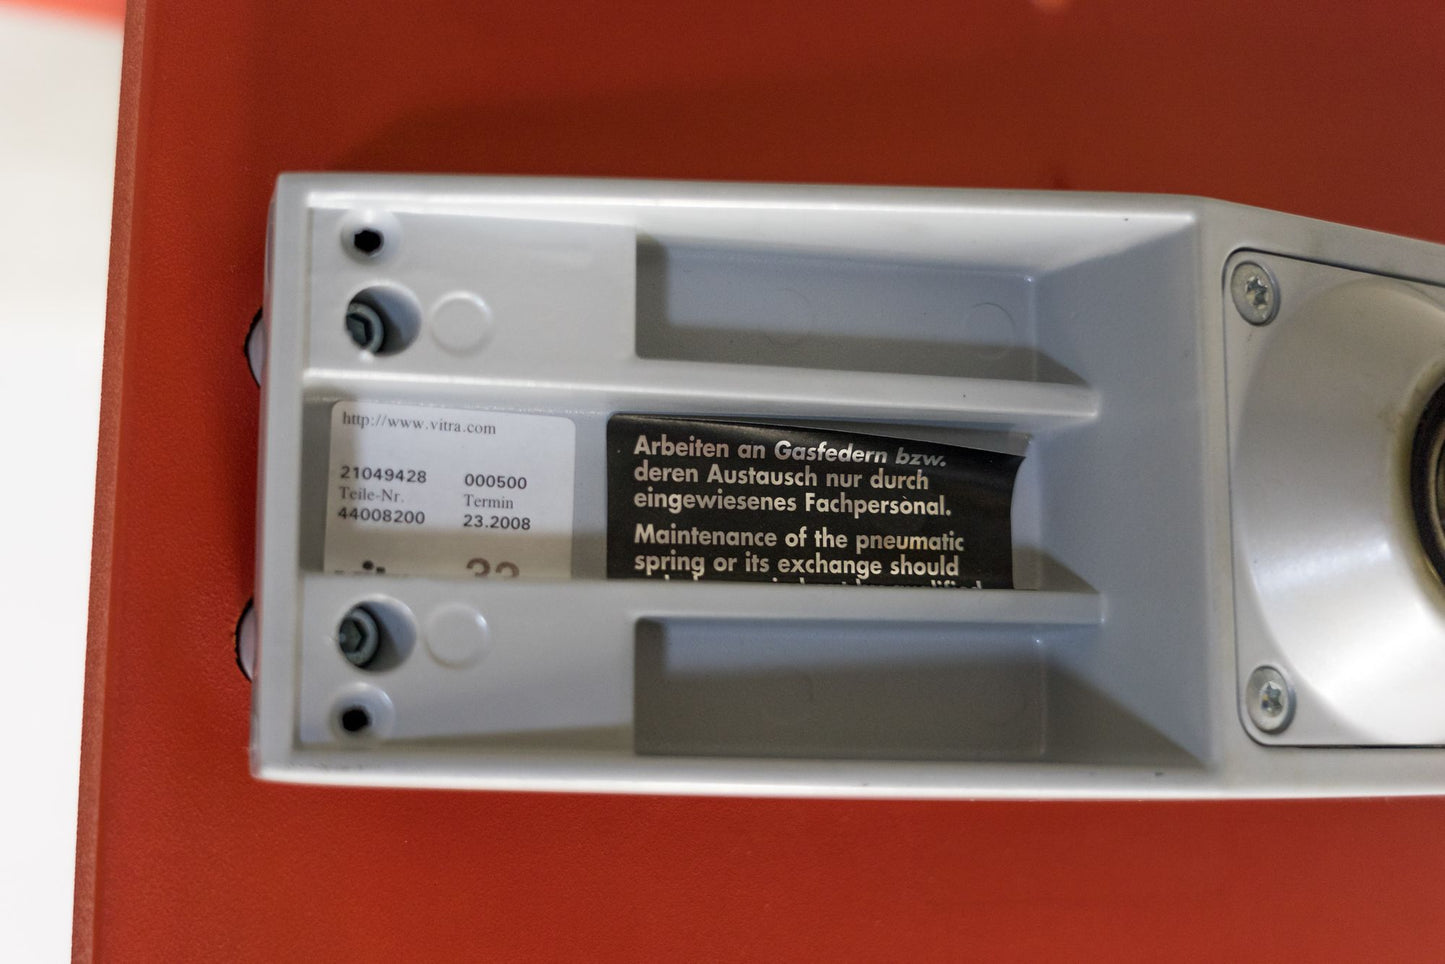 http://www.vitra.com
21049428 000500
Teile-Nr. Termin
44008200 23.2008
Arbeiten an Gasfedern bzw.
deren Austausch nur durch
eingewiesenes Fachpersonal.
Maintenance of the pneumatic
spring or its exchange should